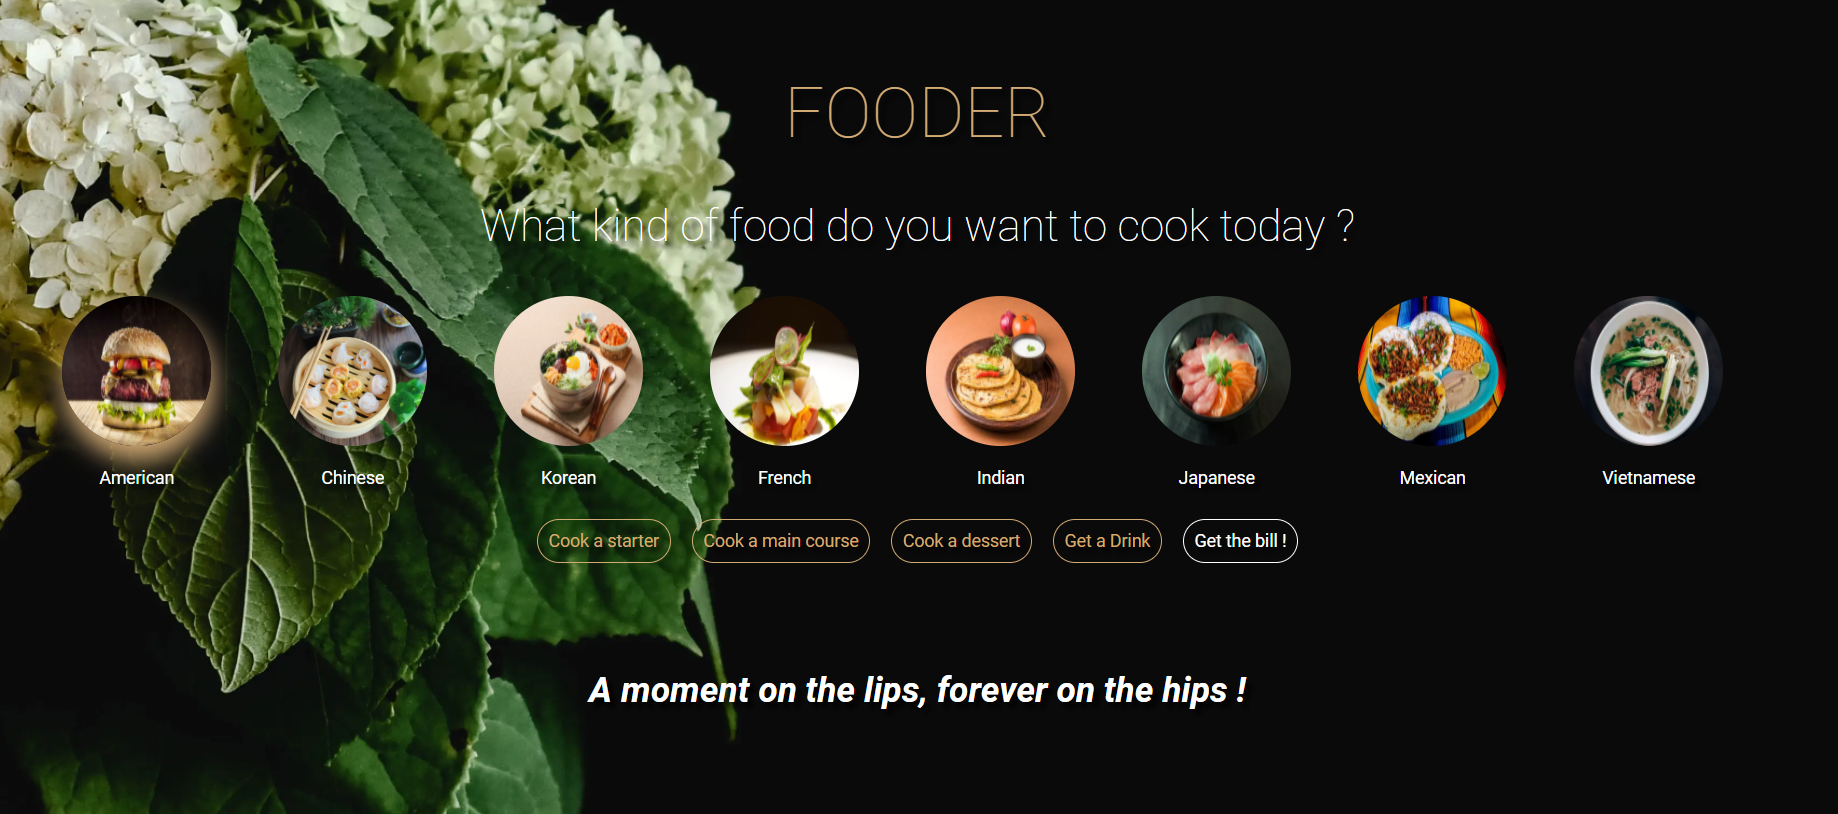 FOODER
What kind of food do you want to cook today ?
American Chinese Korean French Indian Japanese Mexican Vietnamese
Cook a starter Cook a main course Cook a dessert Get a Drink Get the bill !
A moment on the lips, forever on the hips !